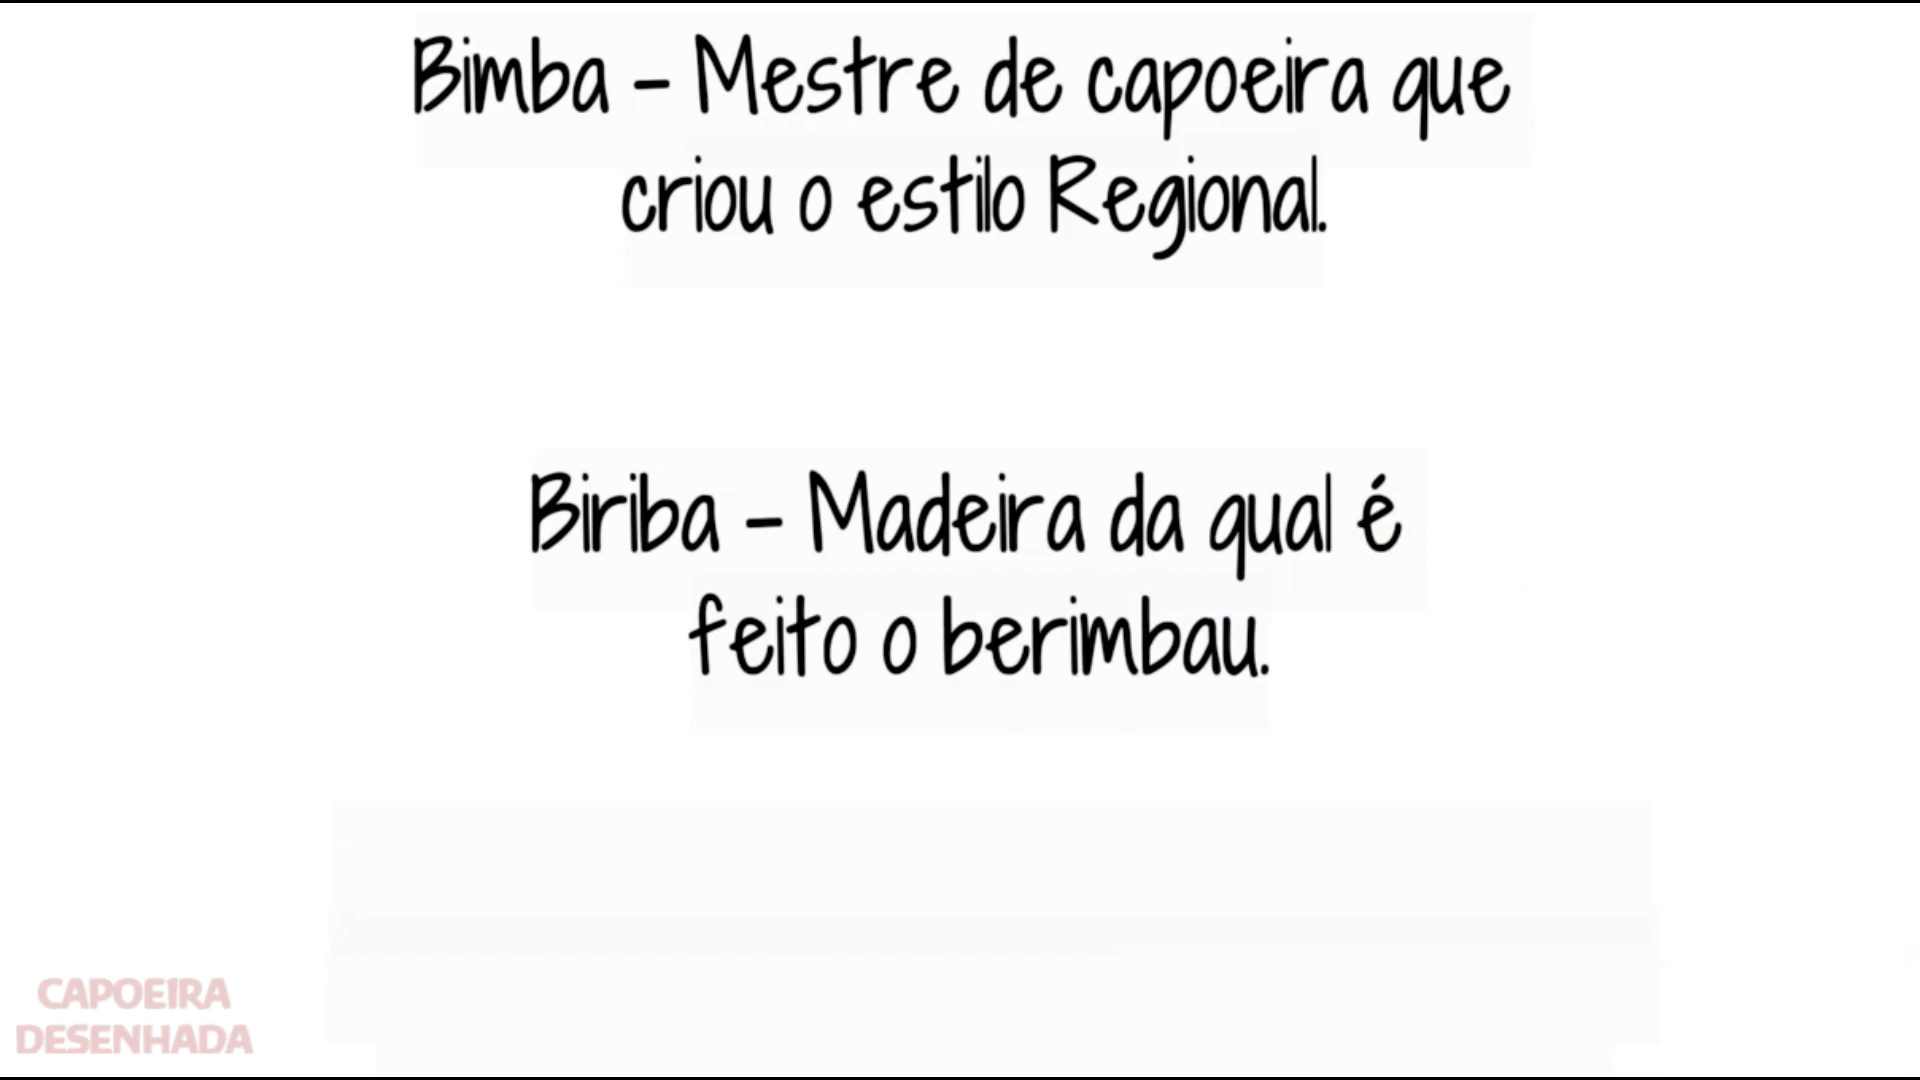 Bimba - Mestre de capoeira que
criou o estilo Regional.
Biriba - Madeira da qual é
feito o berimbau.
CAPOEIRA
DESENHADA